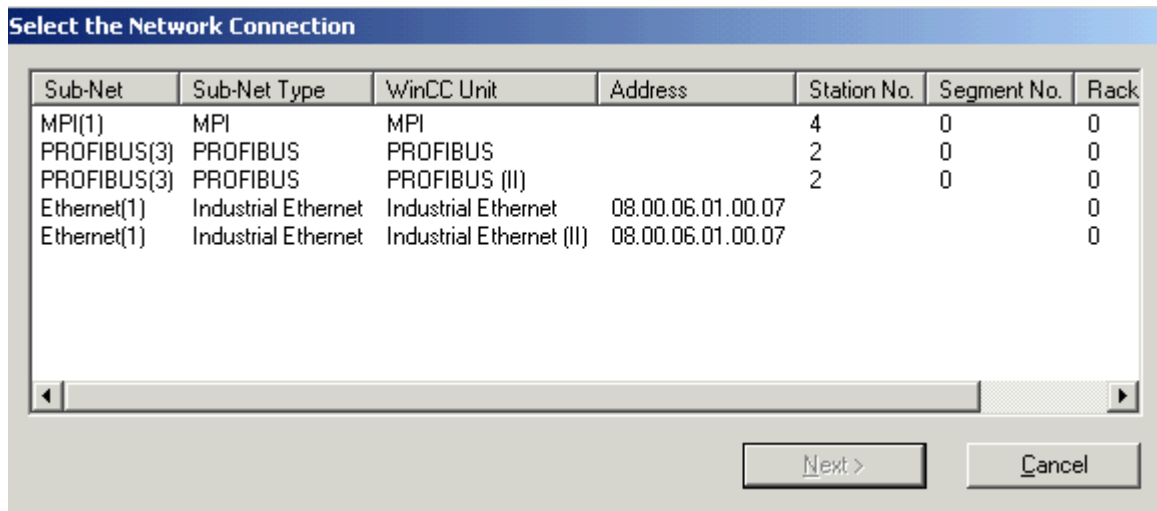 Select the Network Connection
Sub-Net Sub-Net Type WinCC Unit Address Station No. Segment No. Rack
MPI(1) MPI MPI 4 0 0
PROFIBUS(3) PROFIBUS PROFIBUS 2 0 0
PROFIBUS(3) PROFIBUS PROFIBUS (II) 2 0 0
Ethernet(1) Industrial Ethernet Industrial Ethernet 08.00.06.01.00.07 0
Ethernet(1) Industrial Ethernet Industrial Ethernet (II) 08.00.06.01.00.07 0
Next > Cancel